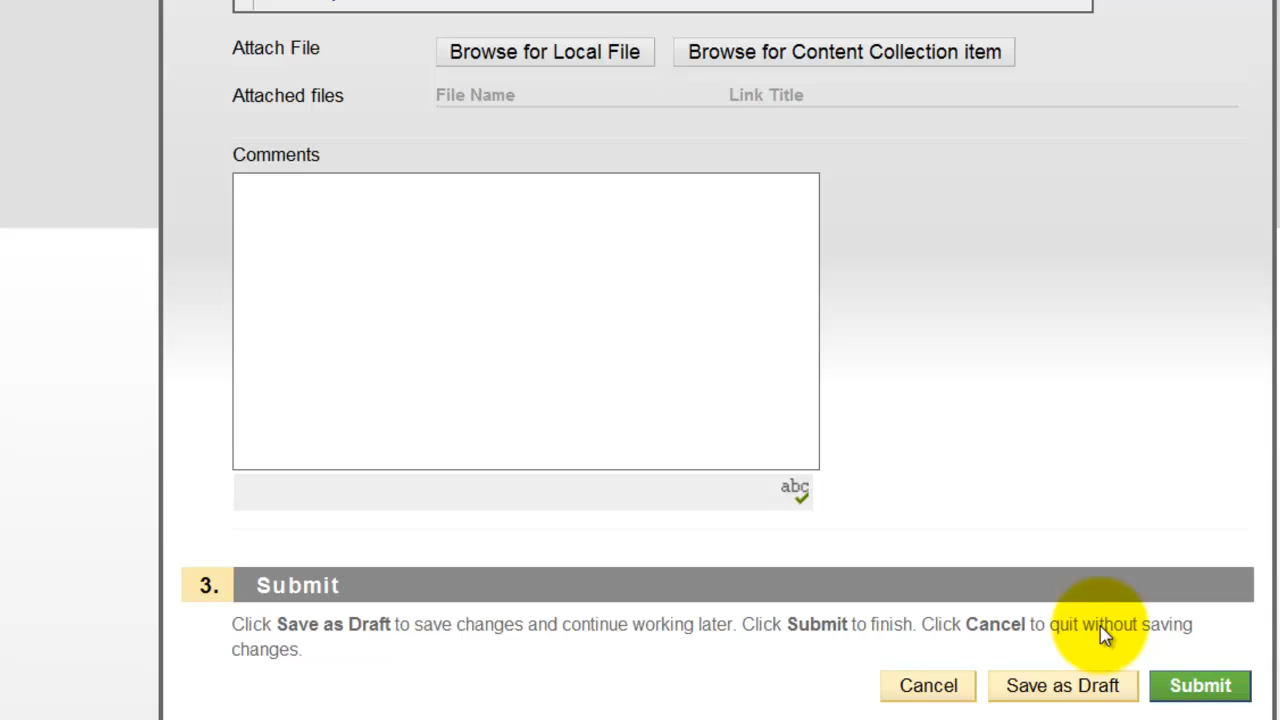 Attach File Browse for Local File Browse for Content Collection item
Attached files File Name Link Title
Comments
abc
3. Submit
Click Save as Draft to save changes and continue working later. Click Submit to finish. Click Cancel to quit without saving
changes.
Cancel Save as Draft Submit